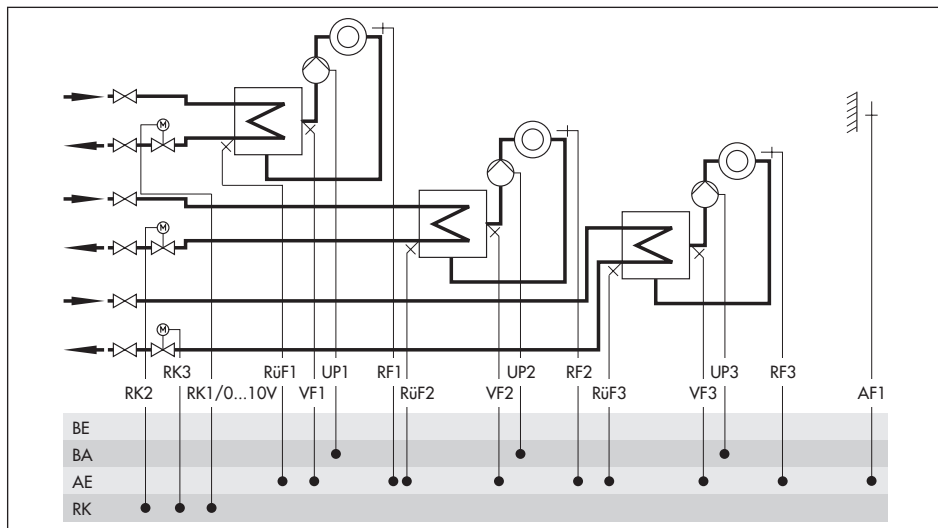 M
M
M
RK3 RüF1 UP1 RF1 UP2 RF2 UP3 RF3
RK2 RK1/0...10V VF1 RüF2 VF2 RüF3 VF3 AF1
BE
BA
AE
RK